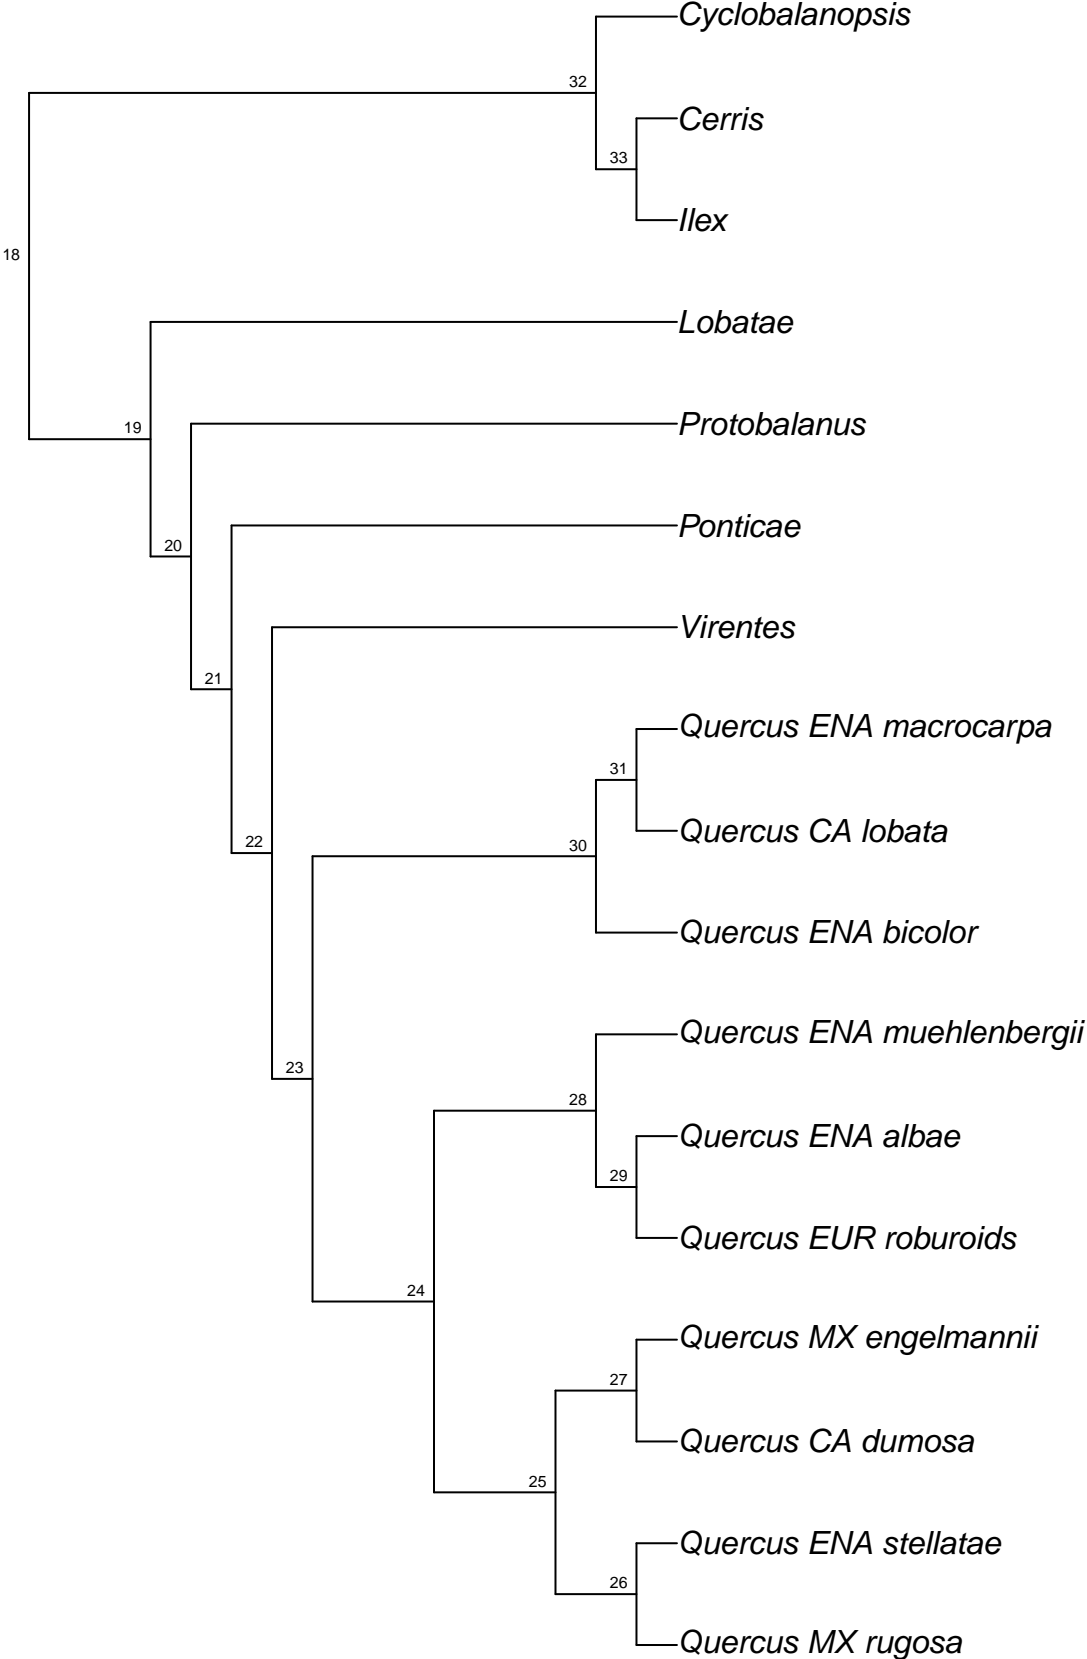 Cyclobalanopsis
32
Cerris
33
Ilex
18
Lobatae
Protobalanus
19
Ponticae
20
Virentes
21
Quercus ENA macrocarpa
31
Quercus CA lobata
22
30
Quercus ENA bicolor
Quercus ENA muehlenbergii
23
28
Quercus ENA albae
29
Quercus EUR roburoids
24
Quercus MX engelmannii
27
Quercus CA dumosa
25
Quercus ENA stellatae
26
Quercus MX rugosa